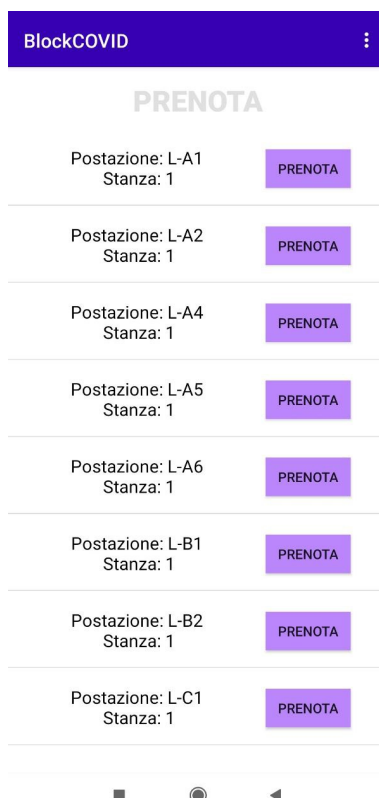 BlockCOVID
PRENOTA
Postazione: L-A1
Stanza: 1
PRENOTA
Postazione: L-A2
Stanza: 1
PRENOTA
Postazione: L-A4
Stanza: 1
PRENOTA
Postazione: L-A5
Stanza: 1
PRENOTA
Postazione: L-A6
Stanza: 1
PRENOTA
Postazione: L-B1
Stanza: 1
PRENOTA
Postazione: L-B2
Stanza: 1
PRENOTA
Postazione: L-C1
Stanza: 1
PRENOTA